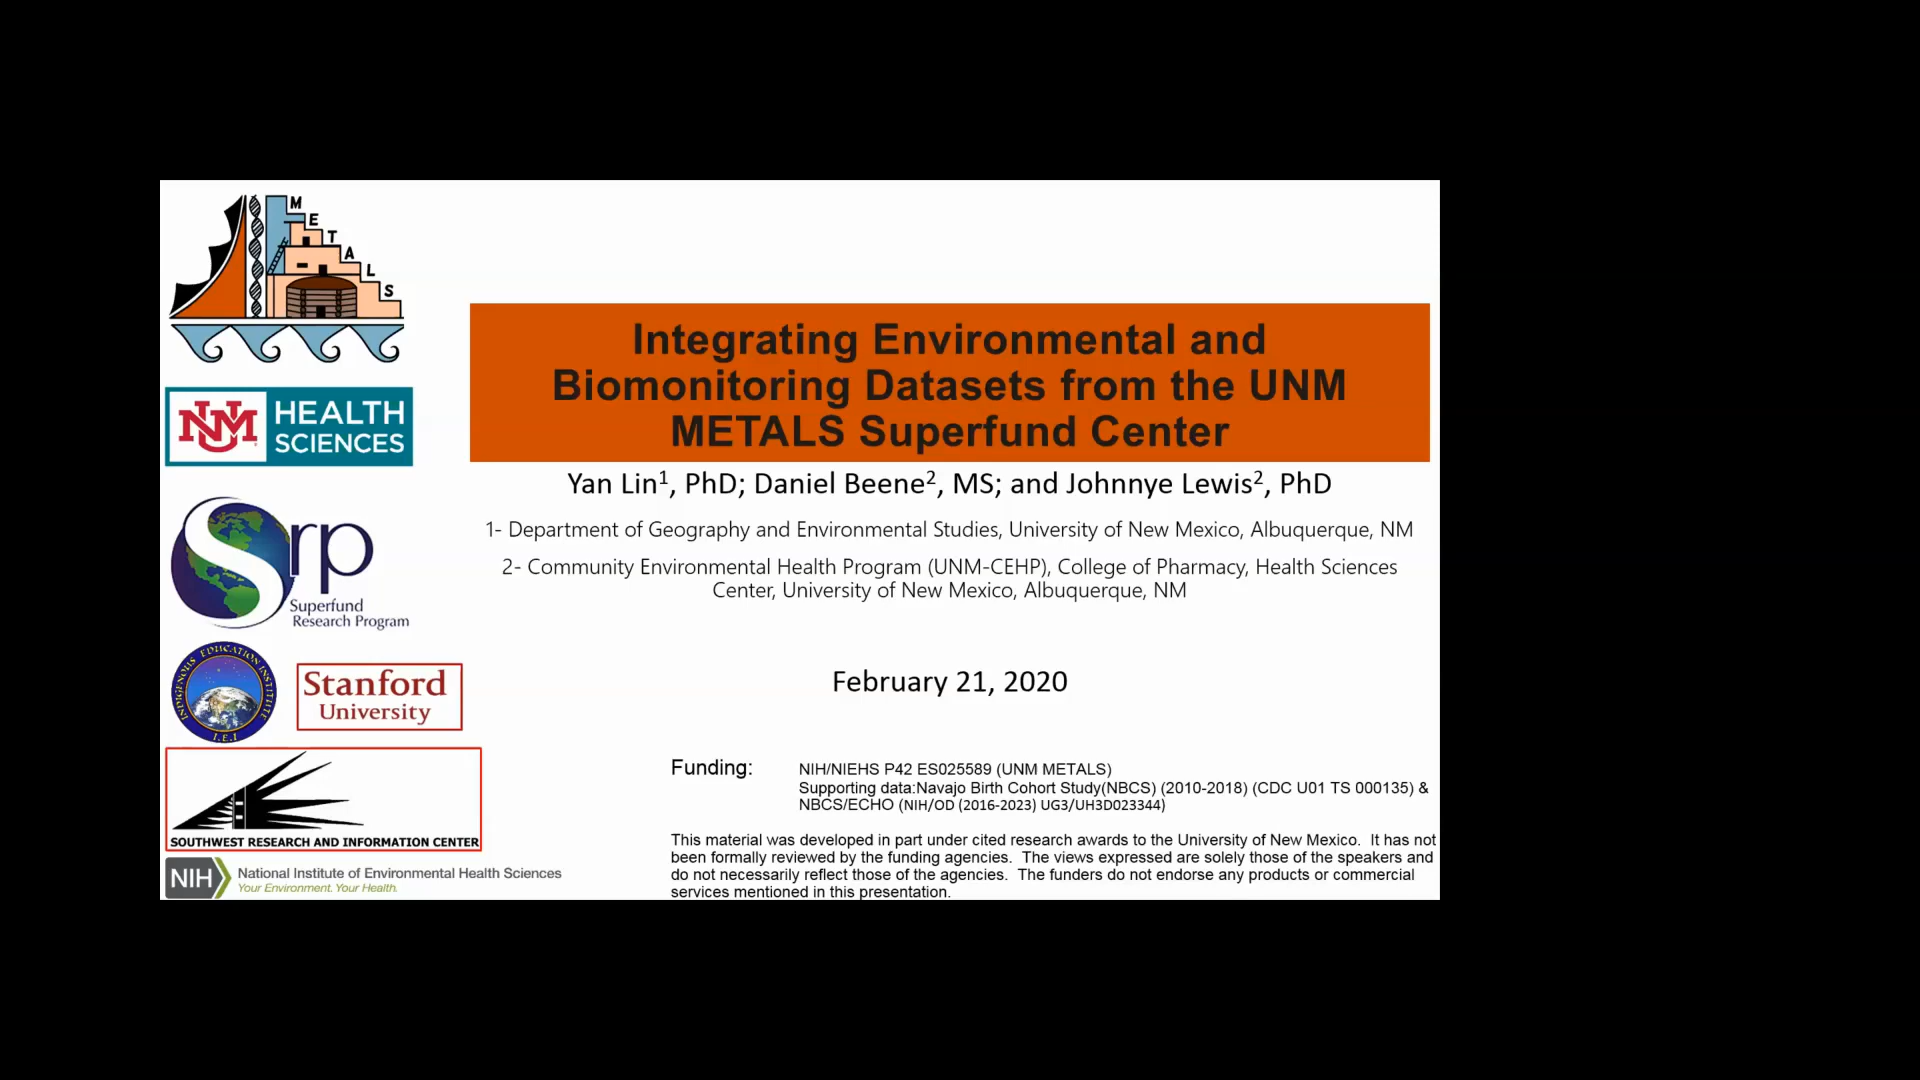 M
E
T
A
L
S
UNM HEALTH
SCIENCES
Srp
Superfund
Research Program
INDIGENOUS EDUCATION INSTITUTE
I.E.I
Stanford
University
SOUTHWEST RESEARCH AND INFORMATION CENTER
NIH National Institute of Environmental Health Sciences
Your Environment. Your Health.
Integrating Environmental and
Biomonitoring Datasets from the UNM
METALS Superfund Center
Yan Lin1, PhD; Daniel Beene2, MS; and Johnnye Lewis2, PhD
1- Department of Geography and Environmental Studies, University of New Mexico, Albuquerque, NM
2- Community Environmental Health Program (UNM-CEHP), College of Pharmacy, Health Sciences
Center, University of New Mexico, Albuquerque, NM
February 21, 2020
Funding: NIH/NIEHS P42 ES025589 (UNM METALS)
Supporting data:Navajo Birth Cohort Study(NBCS) (2010-2018) (CDC U01 TS 000135) &
NBCS/ECHO (NIH/OD (2016-2023) UG3/UH3D023344)
This material was developed in part under cited research awards to the University of New Mexico. It has not
been formally reviewed by the funding agencies. The views expressed are solely those of the speakers and
do not necessarily reflect those of the agencies. The funders do not endorse any products or commercial
services mentioned in this presentation.